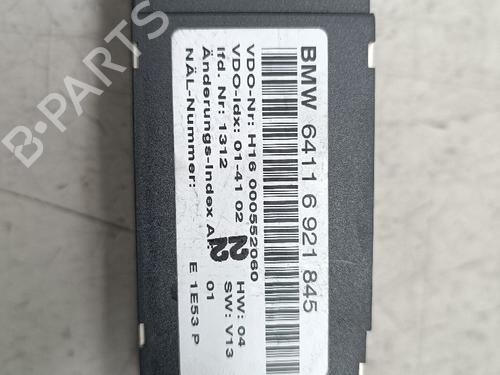 BMW 6411 6 921 845
VDO-Nr: H16 000552060
VDO-Idx: 01-41 02 HW: 04
lfd. Nr: 1312 22 SW: V13
Änderungs-Index 01
NÄL-Nummer: E 1E53 P
B-PARTS